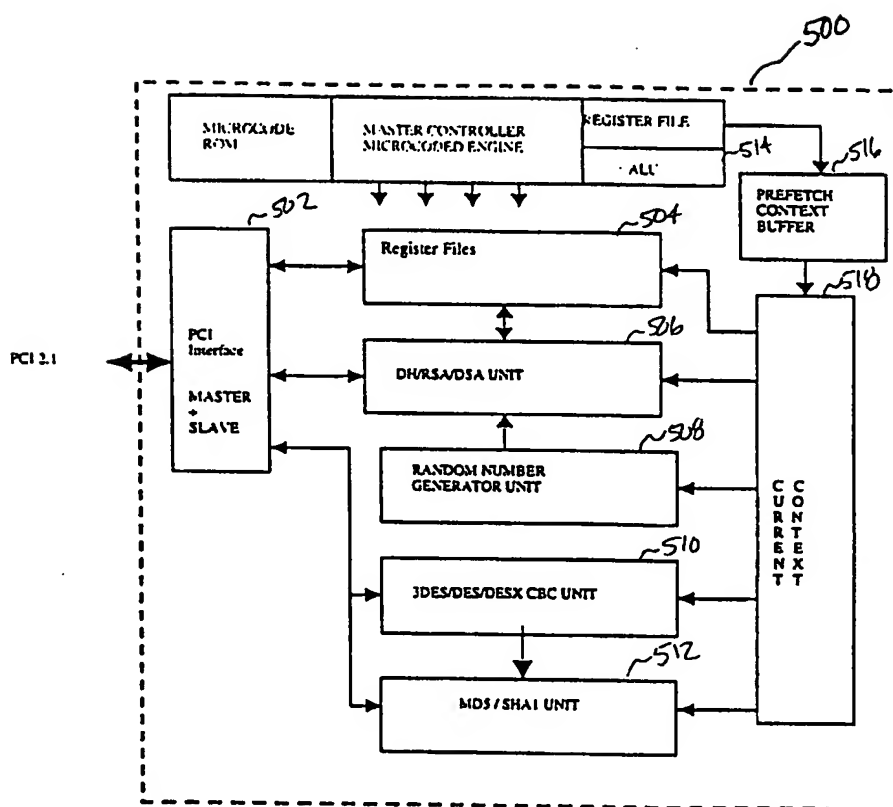 500
MICROCODE
ROM
MASTER CONTROLLER
MICROCODED ENGINE
REGISTER FILE
514
ALU
516
PREFETCH
CONTEXT
BUFFER
502
504
Register Files
518
PCI
Interface
MASTER
+
SLAVE
PCI 2.1
506
DH/RSA/DSA UNIT
508
RANDOM NUMBER
GENERATOR UNIT
CURRENT
CONTEXT
510
3DES/DES/DESX CBC UNIT
512
MD5 / SHA1 UNIT